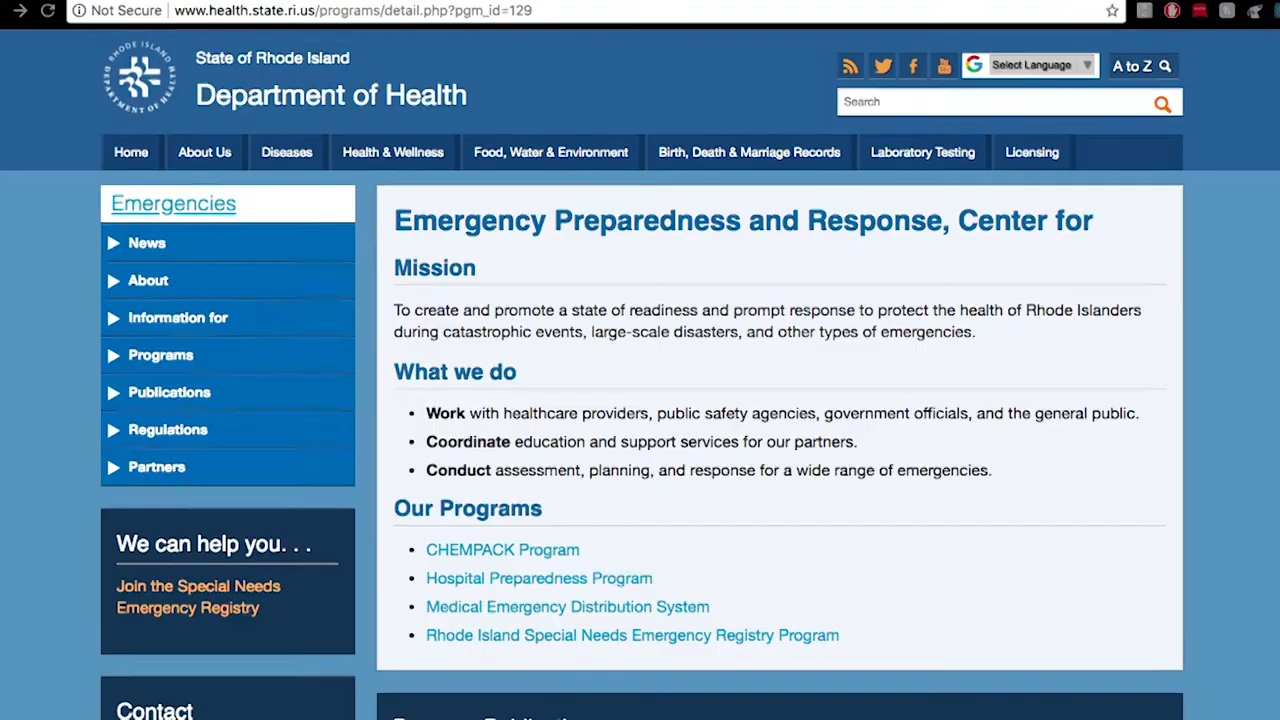 Not Secure www.health.state.ri.us/programs/detail.php?pgm_id=129
RHODE ISLAND
DEPARTMENT OF HEALTH
State of Rhode Island
Department of Health
Select Language
A to Z
Search
Home About Us Diseases Health & Wellness Food, Water & Environment Birth, Death & Marriage Records Laboratory Testing Licensing
Emergencies
News
About
Information for
Programs
Publications
Regulations
Partners
We can help you. . .
Join the Special Needs
Emergency Registry
Contact
Emergency Preparedness and Response, Center for
Mission
To create and promote a state of readiness and prompt response to protect the health of Rhode Islanders
during catastrophic events, large-scale disasters, and other types of emergencies.
What we do
• Work with healthcare providers, public safety agencies, government officials, and the general public.
• Coordinate education and support services for our partners.
• Conduct assessment, planning, and response for a wide range of emergencies.
Our Programs
• CHEMPACK Program
• Hospital Preparedness Program
• Medical Emergency Distribution System
• Rhode Island Special Needs Emergency Registry Program